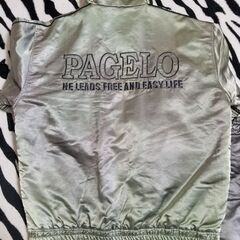 PAGELO
HE LEADS FREE AND EASY LIFE